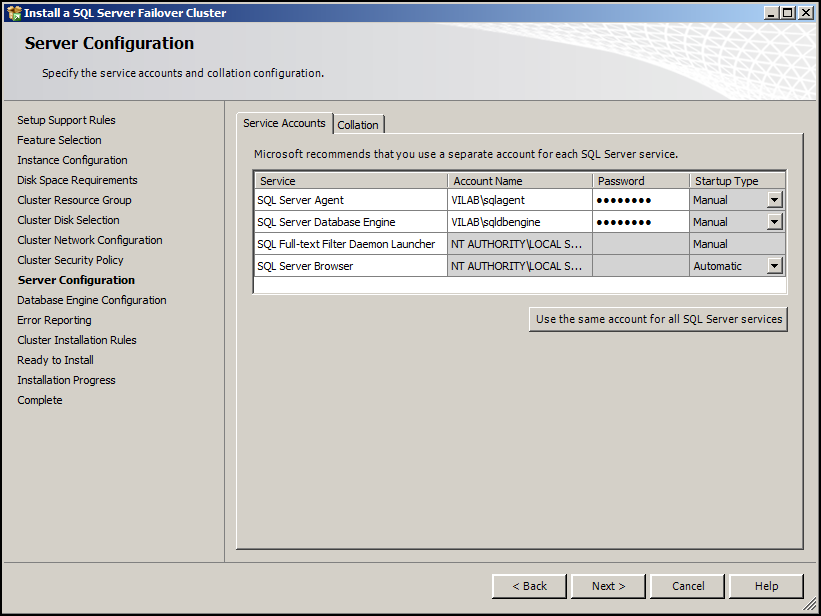 Install a SQL Server Failover Cluster
Server Configuration
Specify the service accounts and collation configuration.
Setup Support Rules
Feature Selection
Instance Configuration
Disk Space Requirements
Cluster Resource Group
Cluster Disk Selection
Cluster Network Configuration
Cluster Security Policy
Server Configuration
Database Engine Configuration
Error Reporting
Cluster Installation Rules
Ready to Install
Installation Progress
Complete
Service Accounts Collation
Microsoft recommends that you use a separate account for each SQL Server service.
Service Account Name Password Startup Type
SQL Server Agent VILAB\sqlagent ●●●●●●●● Manual
SQL Server Database Engine VILAB\sqldbengine ●●●●●●●● Manual
SQL Full-text Filter Daemon Launcher NT AUTHORITY\LOCAL S... Manual
SQL Server Browser NT AUTHORITY\LOCAL S... Automatic
Use the same account for all SQL Server services
< Back Next > Cancel Help